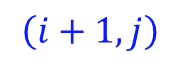 (i + 1, j)